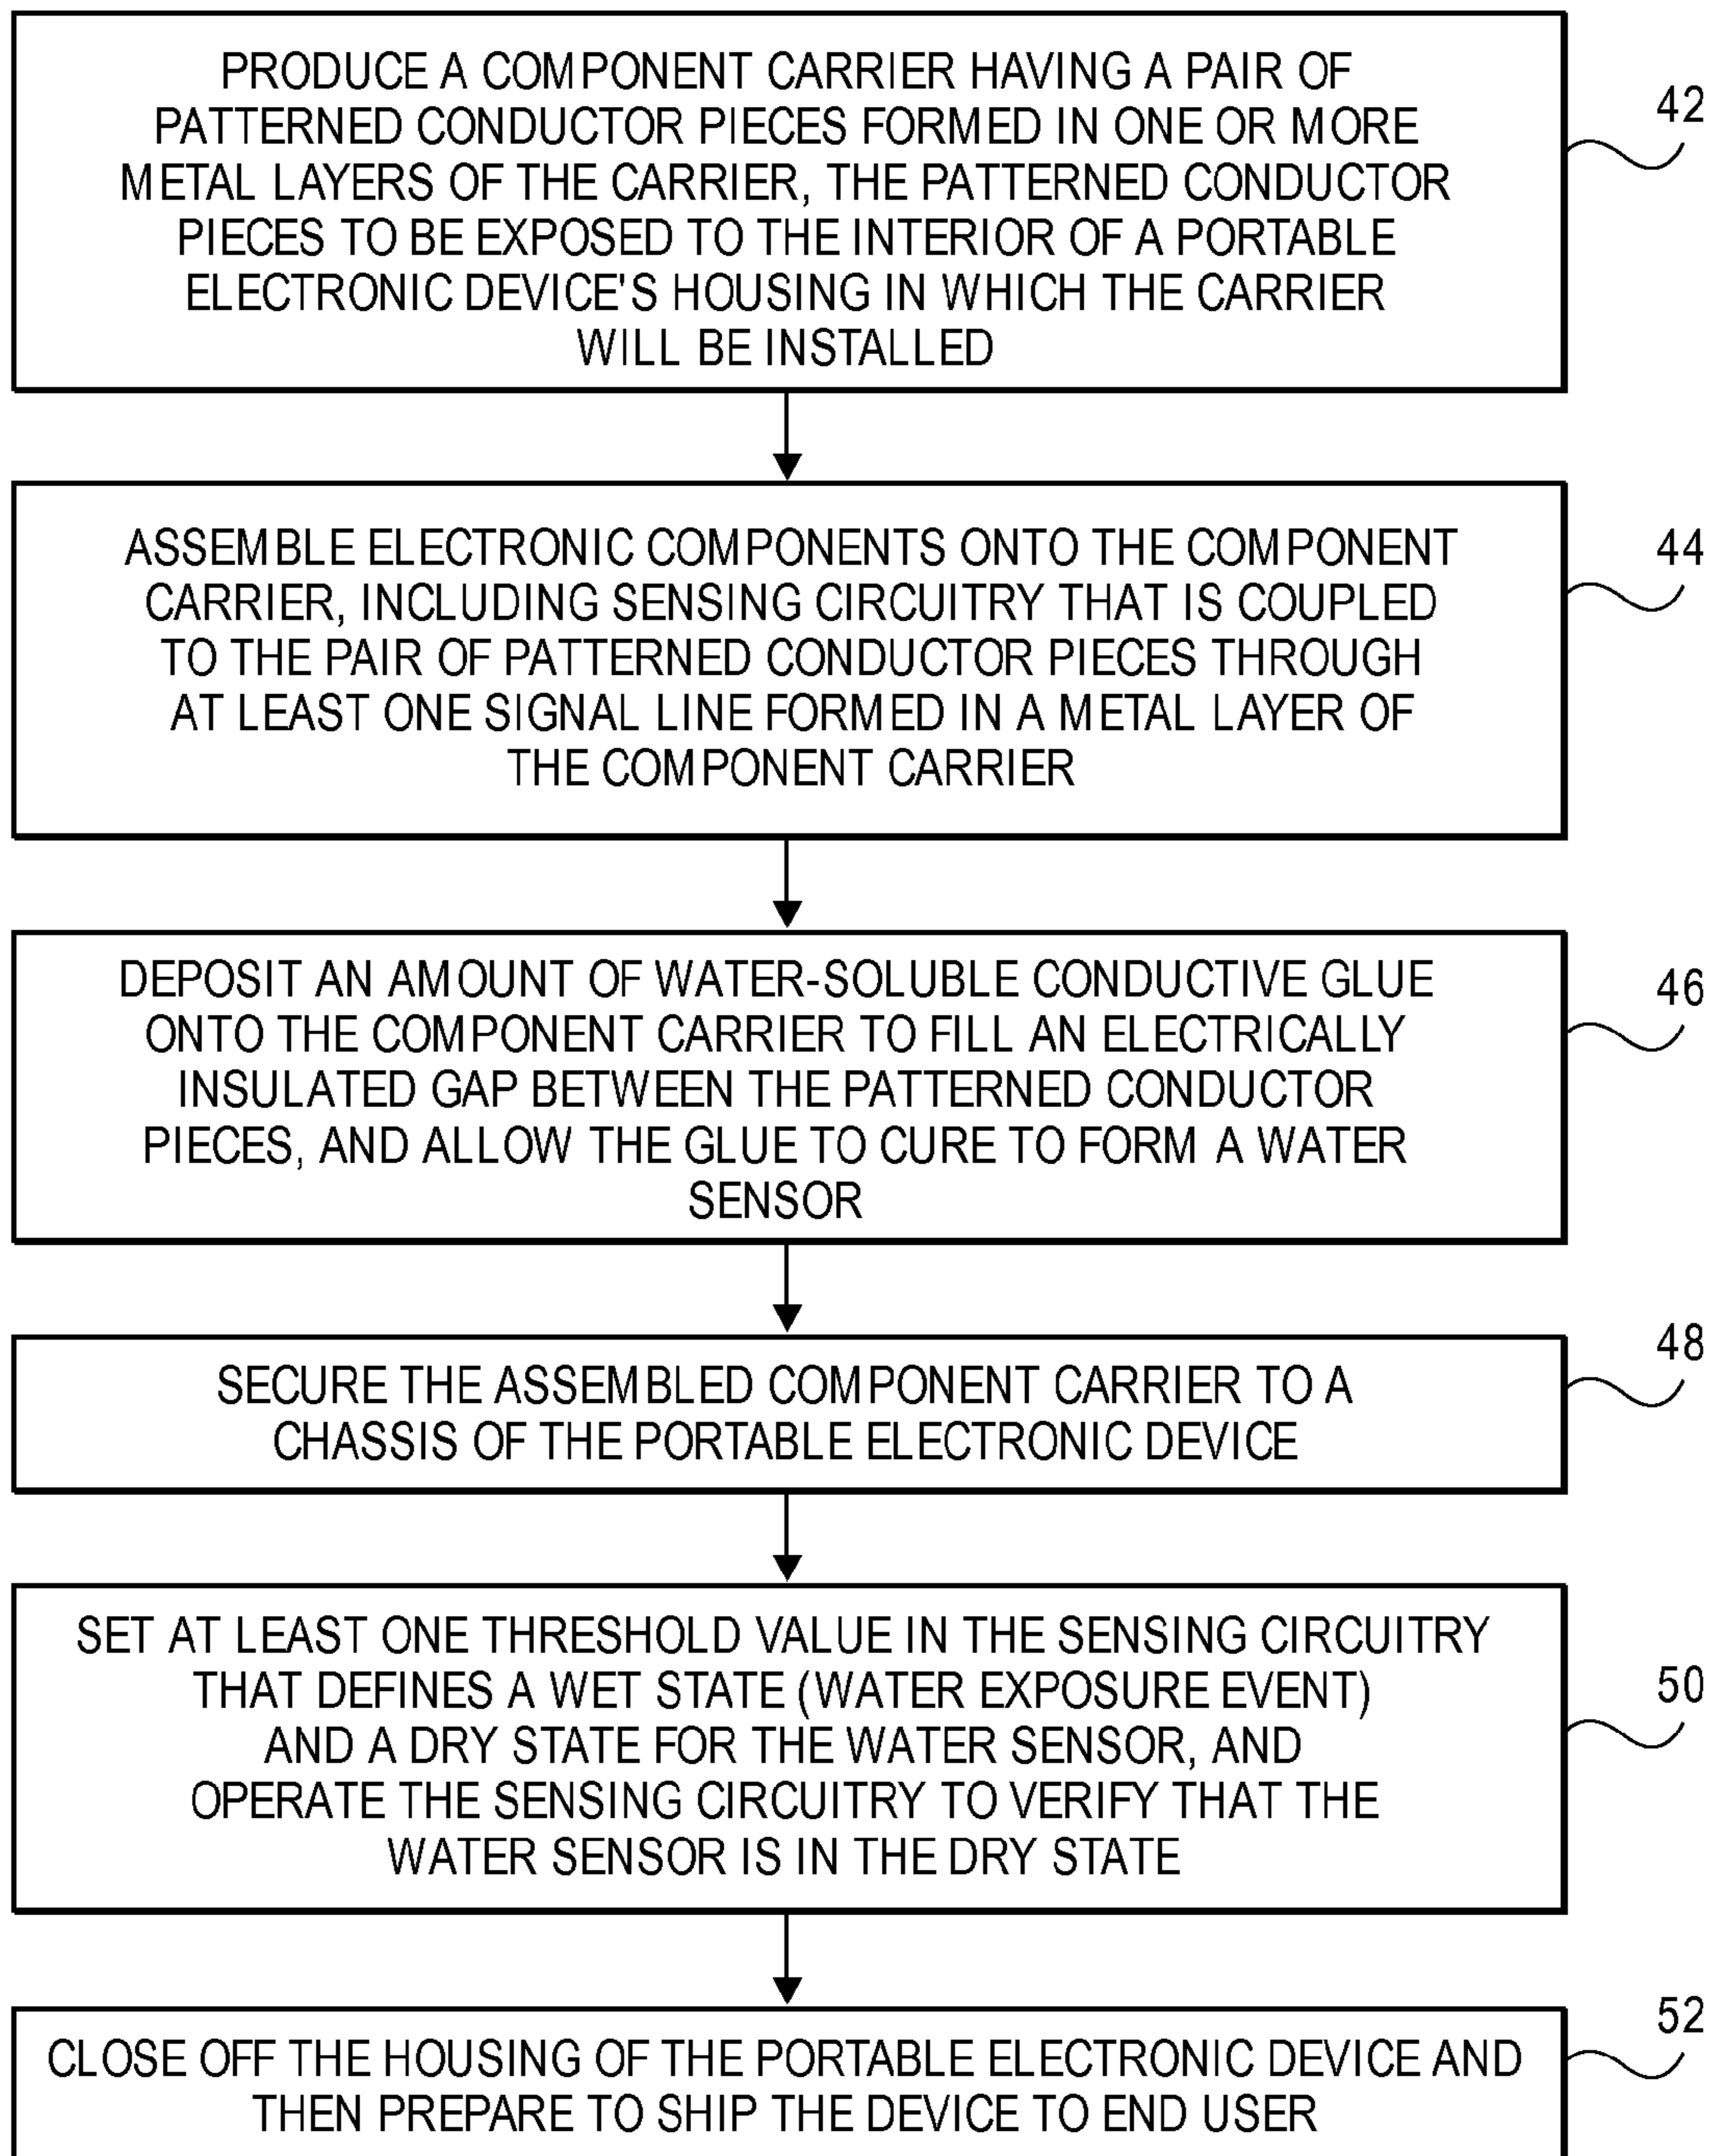 PRODUCE A COMPONENT CARRIER HAVING A PAIR OF
PATTERNED CONDUCTOR PIECES FORMED IN ONE OR MORE
METAL LAYERS OF THE CARRIER, THE PATTERNED CONDUCTOR
PIECES TO BE EXPOSED TO THE INTERIOR OF A PORTABLE
ELECTRONIC DEVICE'S HOUSING IN WHICH THE CARRIER
WILL BE INSTALLED
42
ASSEMBLE ELECTRONIC COMPONENTS ONTO THE COMPONENT
CARRIER, INCLUDING SENSING CIRCUITRY THAT IS COUPLED
TO THE PAIR OF PATTERNED CONDUCTOR PIECES THROUGH
AT LEAST ONE SIGNAL LINE FORMED IN A METAL LAYER OF
THE COMPONENT CARRIER
44
DEPOSIT AN AMOUNT OF WATER-SOLUBLE CONDUCTIVE GLUE
ONTO THE COMPONENT CARRIER TO FILL AN ELECTRICALLY
INSULATED GAP BETWEEN THE PATTERNED CONDUCTOR
PIECES, AND ALLOW THE GLUE TO CURE TO FORM A WATER
SENSOR
46
SECURE THE ASSEMBLED COMPONENT CARRIER TO A
CHASSIS OF THE PORTABLE ELECTRONIC DEVICE
48
SET AT LEAST ONE THRESHOLD VALUE IN THE SENSING CIRCUITRY
THAT DEFINES A WET STATE (WATER EXPOSURE EVENT)
AND A DRY STATE FOR THE WATER SENSOR, AND
OPERATE THE SENSING CIRCUITRY TO VERIFY THAT THE
WATER SENSOR IS IN THE DRY STATE
50
CLOSE OFF THE HOUSING OF THE PORTABLE ELECTRONIC DEVICE AND
THEN PREPARE TO SHIP THE DEVICE TO END USER
52